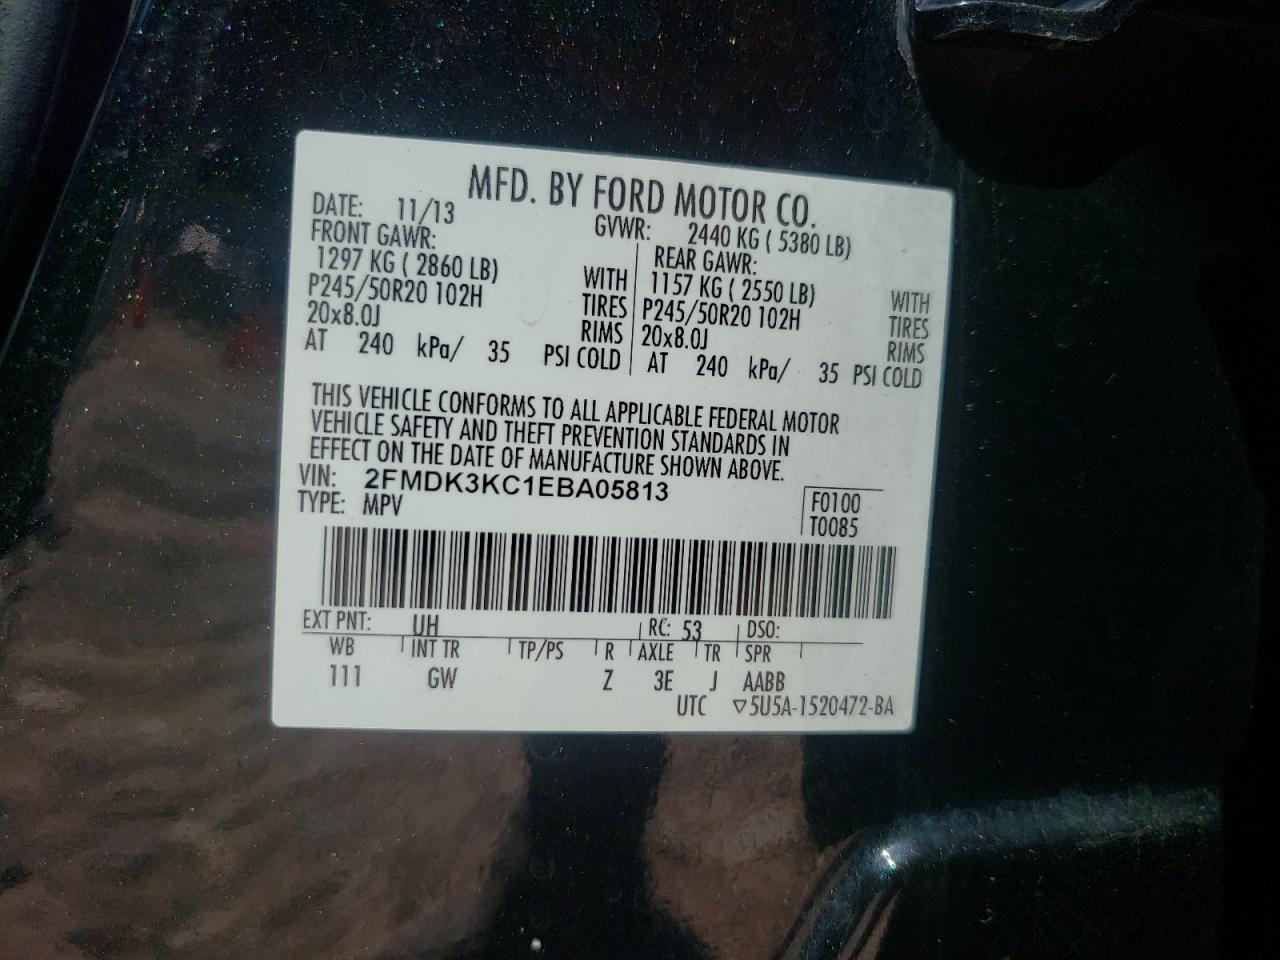 MFD. BY FORD MOTOR CO.
DATE: 11/13 GVWR: 2440 KG ( 5380 LB)
FRONT GAWR: REAR GAWR:
1297 KG ( 2860 LB) WITH 1157 KG ( 2550 LB) WITH
P245/50R20 102H TIRES P245/50R20 102H TIRES
20x8.0J RIMS 20x8.0J RIMS
AT 240 kPa/ 35 PSI COLD AT 240 kPa/ 35 PSI COLD
THIS VEHICLE CONFORMS TO ALL APPLICABLE FEDERAL MOTOR
VEHICLE SAFETY AND THEFT PREVENTION STANDARDS IN
EFFECT ON THE DATE OF MANUFACTURE SHOWN ABOVE.
VIN: 2FMDK3KC1EBA05813
TYPE: MPV
F0100
T0085
EXT PNT: UH RC: 53 DSO:
WB INT TR TP/PS R AXLE TR SPR
111 GW Z 3E J AABB
UTC ▽5U5A-1520472-BA